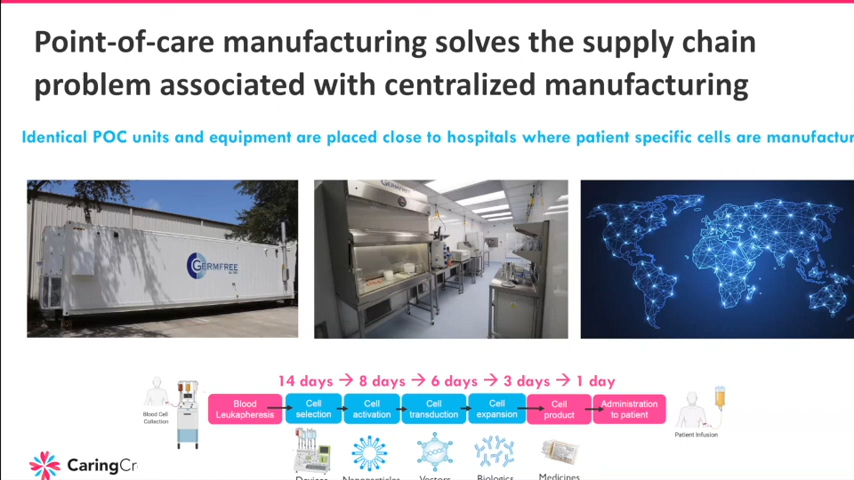 Point-of-care manufacturing solves the supply chain
problem associated with centralized manufacturing
Identical POC units and equipment are placed close to hospitals where patient specific cells are manufactur
GERMFREE
GERMFREE
14 days → 8 days → 6 days → 3 days → 1 day
Blood Cell
Collection
Blood
Leukapheresis
Cell
selection
Cell
activation
Cell
transduction
Cell
expansion
Cell
product
Administration
to patient
Patient Infusion
Devices
Nanoparticles
Vectors
Biologics
Medicines
CaringCr